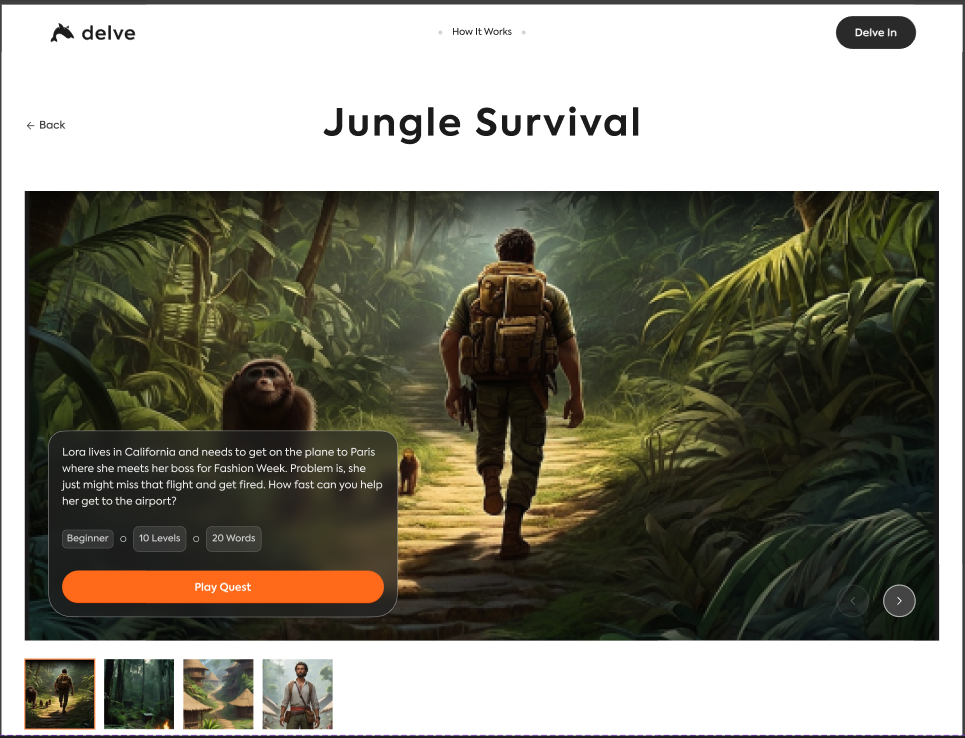 delve
How It Works
Delve In
← Back
Jungle Survival
Lora lives in California and needs to get on the plane to Paris
where she meets her boss for Fashion Week. Problem is, she
just might miss that flight and get fired. How fast can you help
her get to the airport?
Beginner
10 Levels
20 Words
Play Quest